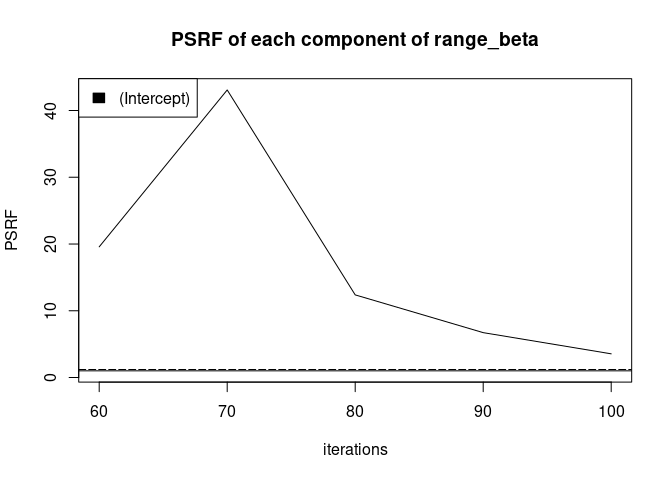 PSRF of each component of range_beta
(Intercept)
PSRF
40
30
20
10
0
60 70 80 90 100
iterations